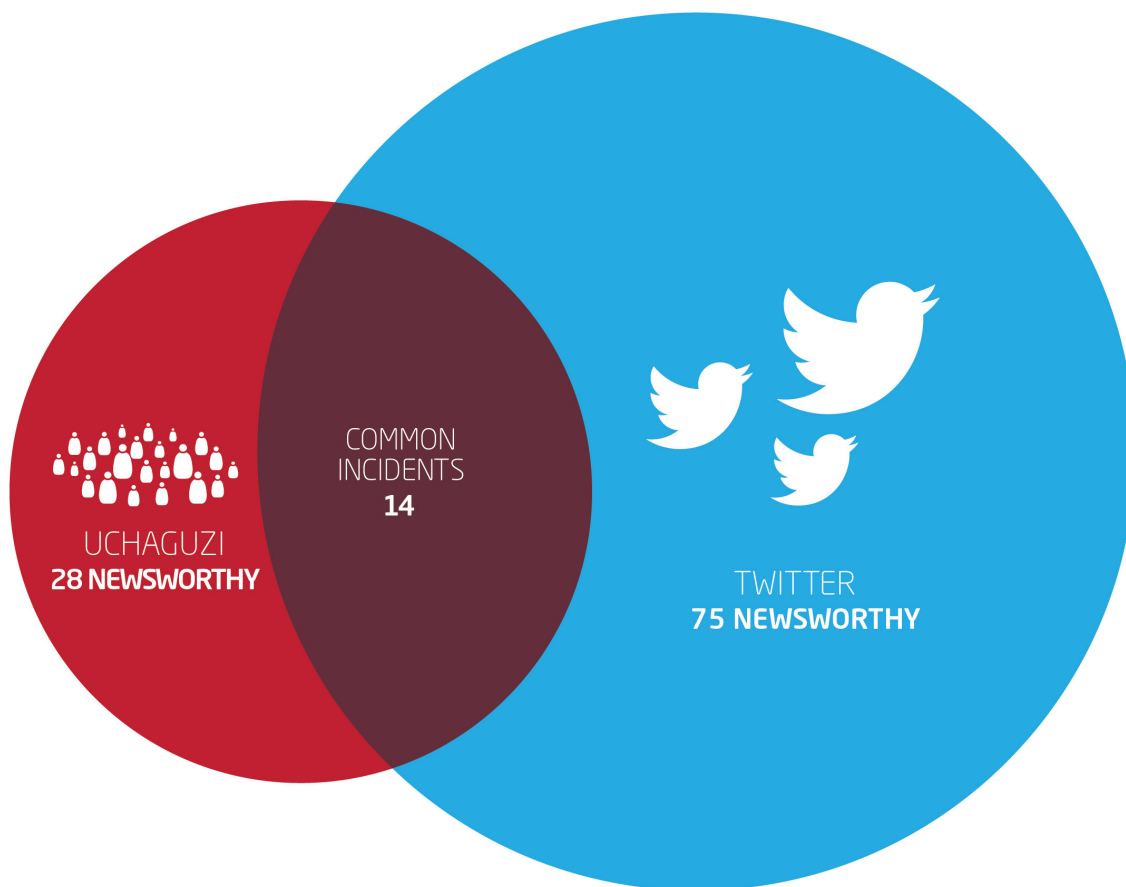 UCHAGUZI
28 NEWSWORTHY
COMMON
INCIDENTS
14
TWITTER
75 NEWSWORTHY